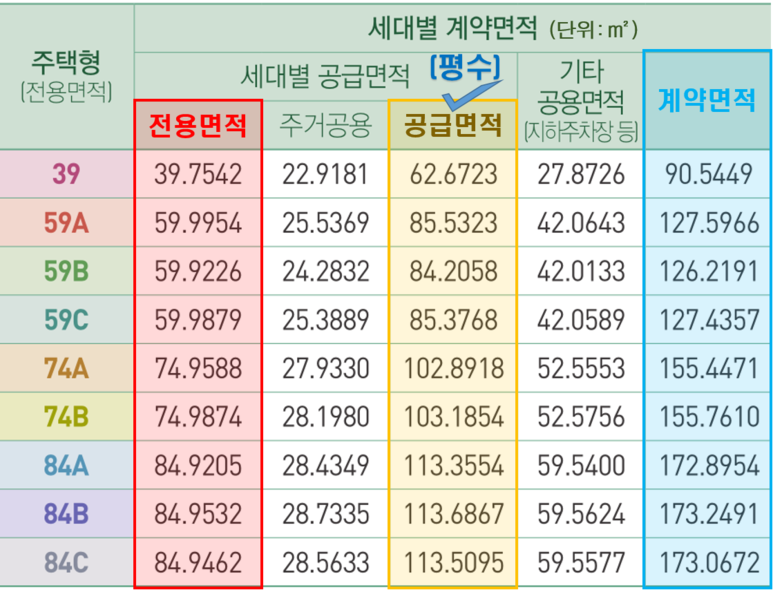 세대별 계약면적 (단위:㎡)
주택형
(전용면적)
세대별 공급면적 (평수)
기타
공용면적
(지하주차장 등)
계약면적
전용면적 주거공용 공급면적
39 39.7542 22.9181 62.6723 27.8726 90.5449
59A 59.9954 25.5369 85.5323 42.0643 127.5966
59B 59.9226 24.2832 84.2058 42.0133 126.2191
59C 59.9879 25.3889 85.3768 42.0589 127.4357
74A 74.9588 27.9330 102.8918 52.5553 155.4471
74B 74.9874 28.1980 103.1854 52.5756 155.7610
84A 84.9205 28.4349 113.3554 59.5400 172.8954
84B 84.9532 28.7335 113.6867 59.5624 173.2491
84C 84.9462 28.5633 113.5095 59.5577 173.0672